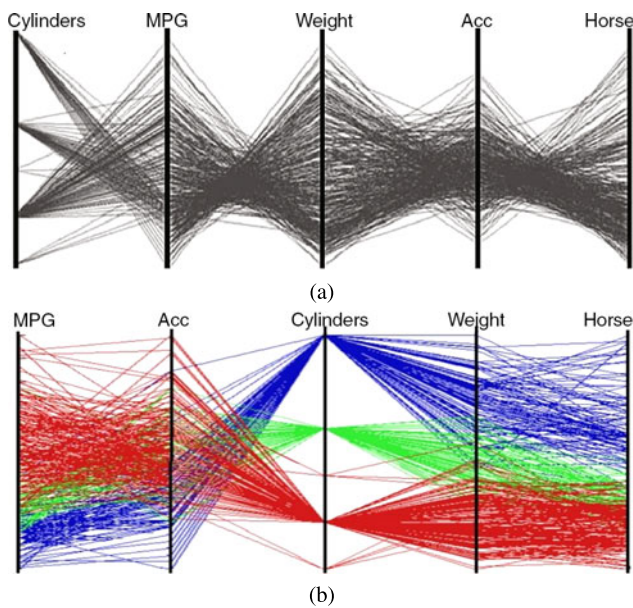 Cylinders MPG Weight Acc Horse
(a)
MPG Acc Cylinders Weight Horse
(b)